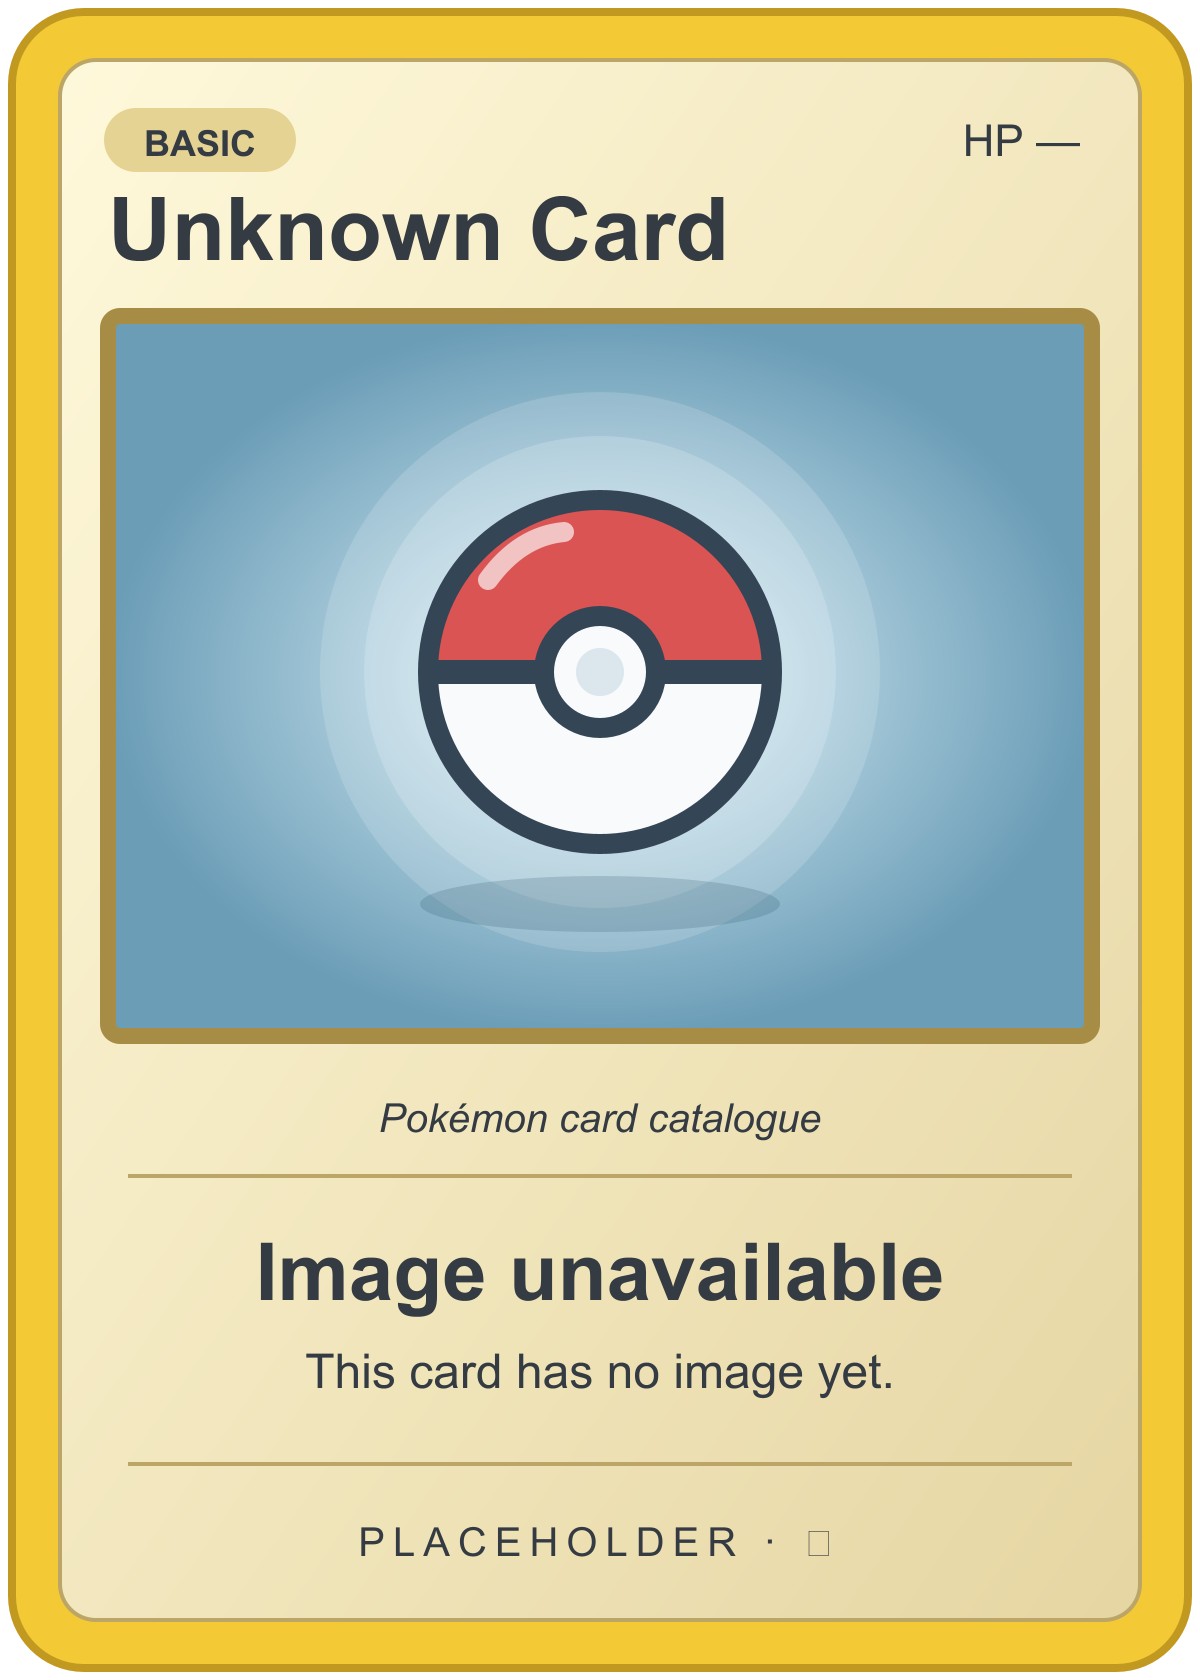 BASIC
HP —
Unknown Card
Pokémon card catalogue
Image unavailable
This card has no image yet.
PLACEHOLDER ·